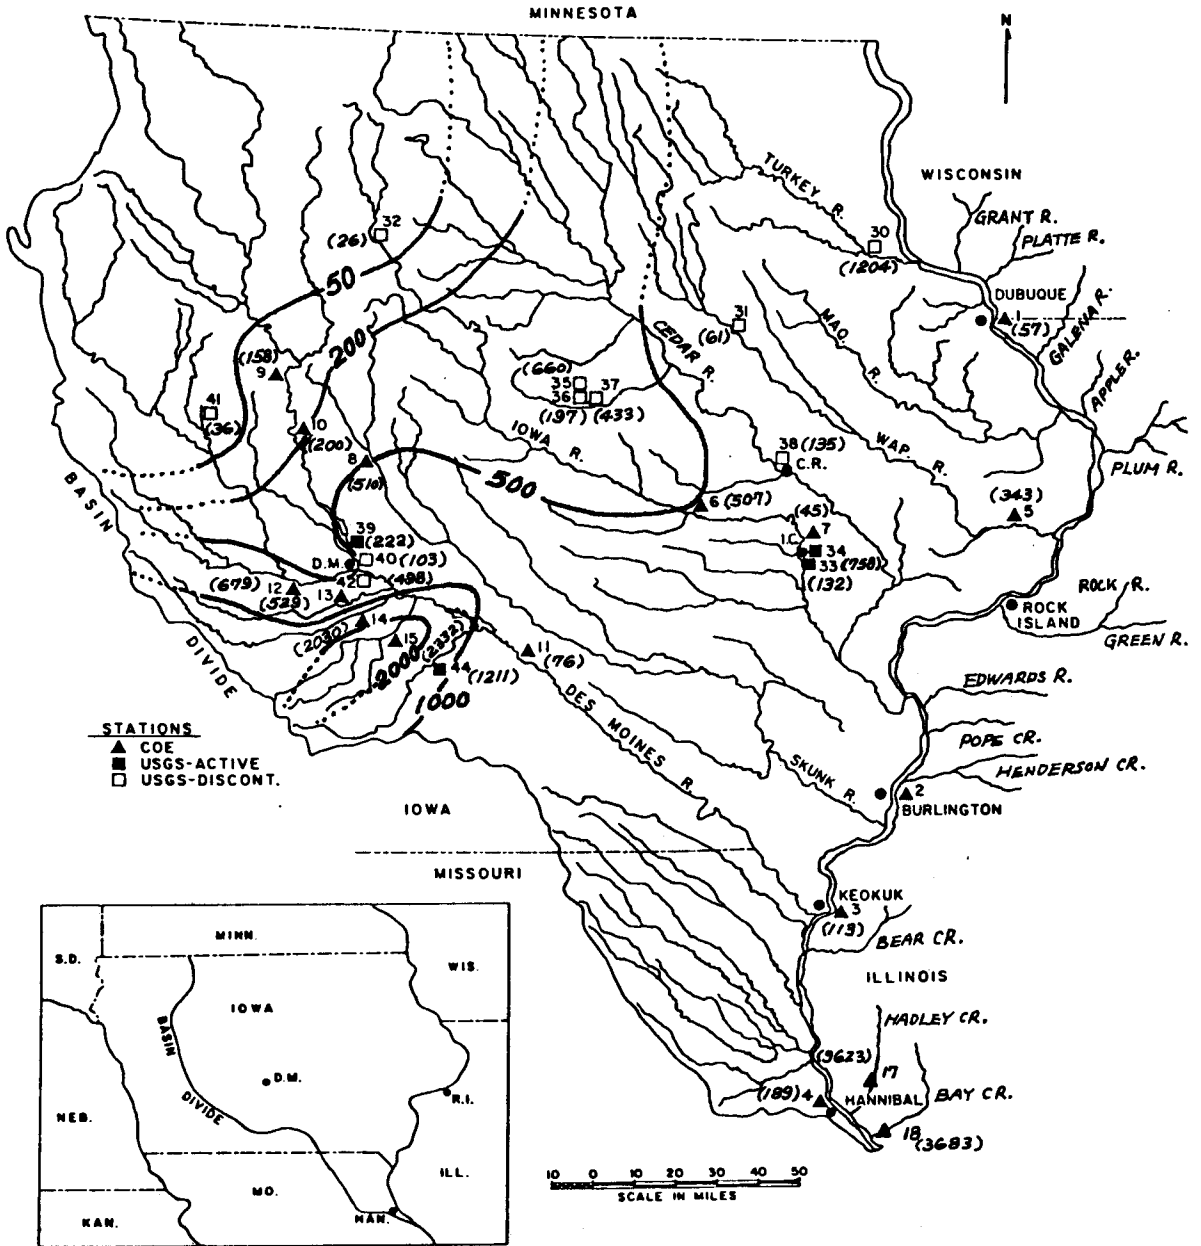 MINNESOTA
N
TURKEY R.
WISCONSIN
GRANT R.
PLATTE R.
32
(26)
30
(1204)
50
DUBUQUE
1
(57)
GALENA R.
31
(61)
MAQ. R.
CEDAR R.
200
(158)
9
(660)
35
36
37
(197)
(433)
APPLE R.
41
(36)
10
(200)
IOWA R.
WAP. R.
38 (135)
C.R.
PLUM R.
8
(510)
500
6 (507)
(343)
5
(45)
7
BASIN
39
(222)
I.C.
34
33 (758)
(132)
D.M.
40 (103)
42
(498)
(679)
12
(529)
13
ROCK R.
ROCK
ISLAND
GREEN R.
14
(2030)
15
(2332)
2000
44
(1211)
1000
11
(76)
DIVIDE
DES MOINES R.
EDWARDS R.
POPE CR.
HENDERSON CR.
STATIONS
COE
USGS-ACTIVE
USGS-DISCONT.
SKUNK R.
2
BURLINGTON
IOWA
MISSOURI
KEOKUK
3
(113)
BEAR CR.
ILLINOIS
HADLEY CR.
(9623)
17
(189) 4
HANNIBAL
BAY CR.
18
(3683)
MINN.
S.D.
WIS.
IOWA
BASIN
D.M.
DIVIDE
R.I.
NEB.
ILL.
MO.
HAN.
KAN.
10 0 10 20 30 40 50
SCALE IN MILES